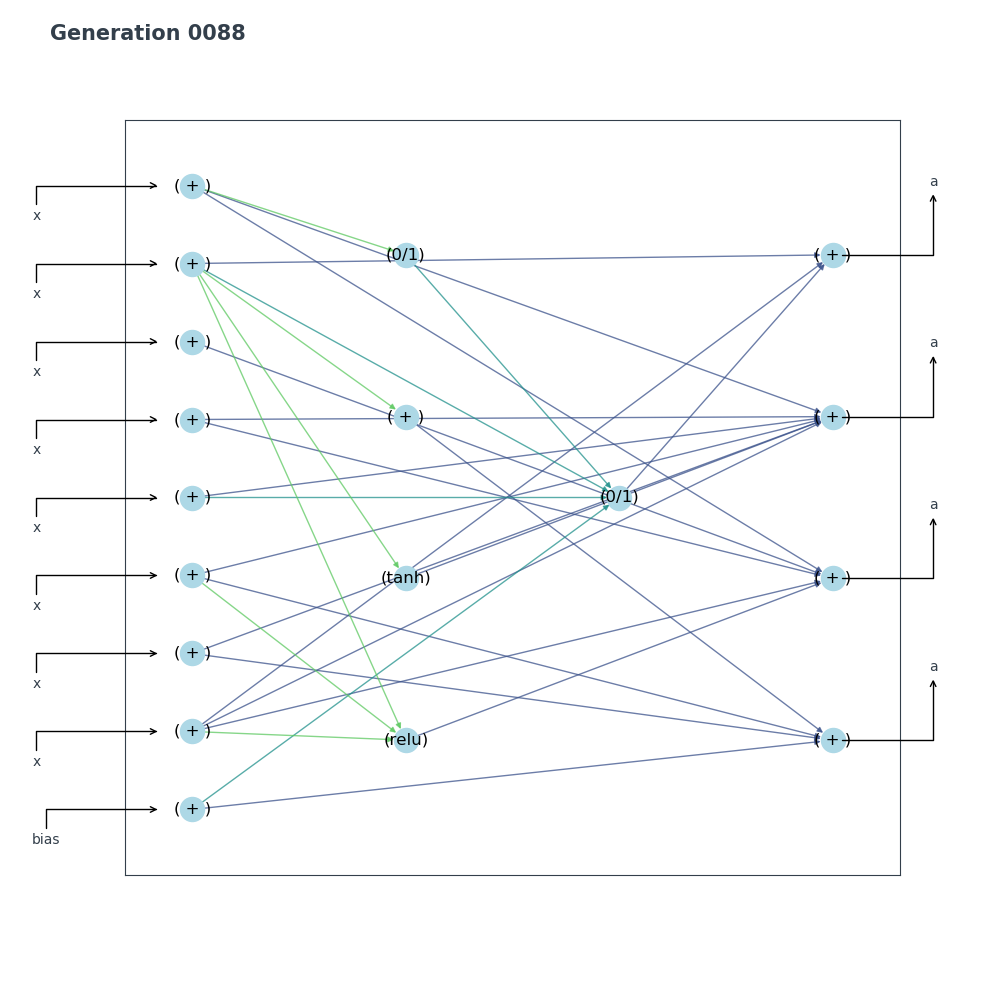 Generation 0088
a
(+)
x
(0/1)
(+)
(+)
x
(+)
a
x
(+)
(+)
(+)
x
(+)
(0/1)
a
x
(+)
(tanh)
(+)
x
(+)
a
x
(+)
(relu)
(+)
x
(+)
bias